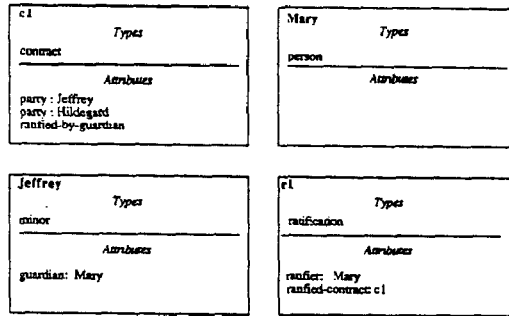 c1
Types
contract
Attributes
party : Jeffrey
party : Hildegard
ratified-by-guardian
Mary
Types
person
Attributes
Jeffrey
Types
minor
Attributes
guardian: Mary
r1
Types
ratification
Attributes
ratifier: Mary
ratified-contract: c1